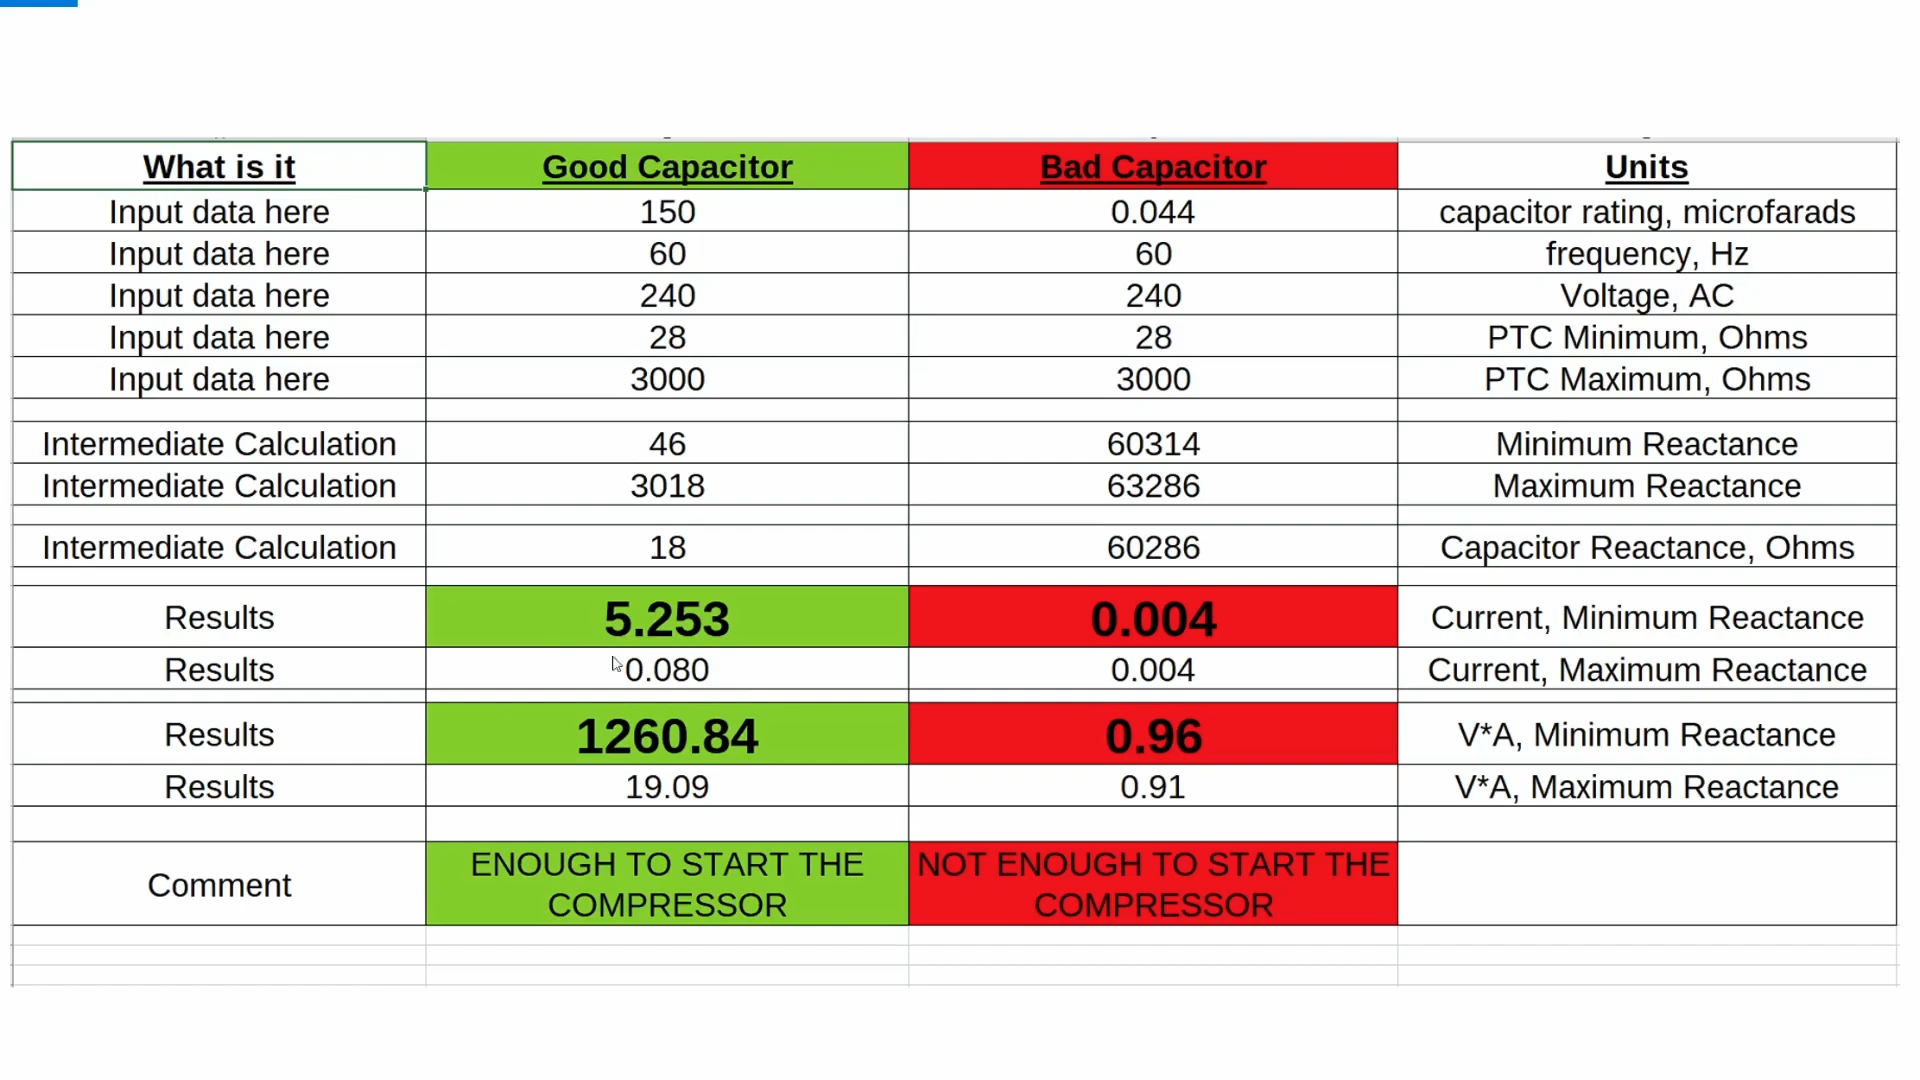 What is it Good Capacitor Bad Capacitor Units
Input data here 150 0.044 capacitor rating, microfarads
Input data here 60 60 frequency, Hz
Input data here 240 240 Voltage, AC
Input data here 28 28 PTC Minimum, Ohms
Input data here 3000 3000 PTC Maximum, Ohms
Intermediate Calculation 46 60314 Minimum Reactance
Intermediate Calculation 3018 63286 Maximum Reactance
Intermediate Calculation 18 60286 Capacitor Reactance, Ohms
Results 5.253 0.004 Current, Minimum Reactance
Results 0.080 0.004 Current, Maximum Reactance
Results 1260.84 0.96 V*A, Minimum Reactance
Results 19.09 0.91 V*A, Maximum Reactance
Comment
ENOUGH TO START THE
COMPRESSOR
NOT ENOUGH TO START THE
COMPRESSOR